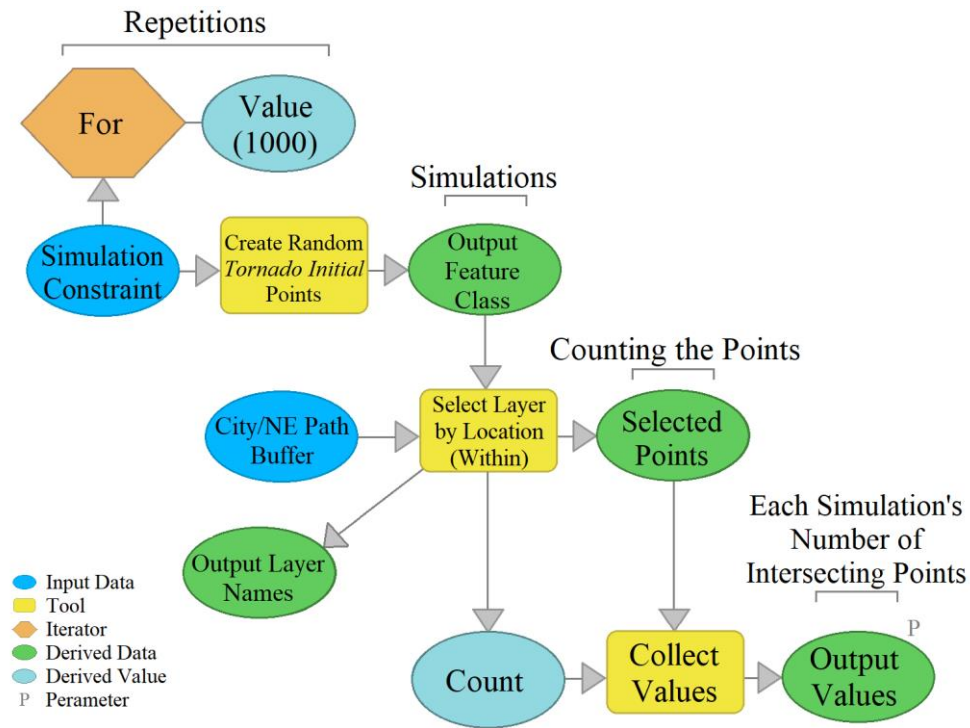 Repetitions
For
Value
(1000)
Simulations
Simulation
Constraint
Create Random
Tornado Initial
Points
Output
Feature
Class
Counting the Points
City/NE Path
Buffer
Select Layer
by Location
(Within)
Selected
Points
Each Simulation's
Number of
Intersecting Points
Output Layer
Names
P
Count
Collect
Values
Output
Values
Input Data
Tool
Iterator
Derived Data
Derived Value
P Perameter